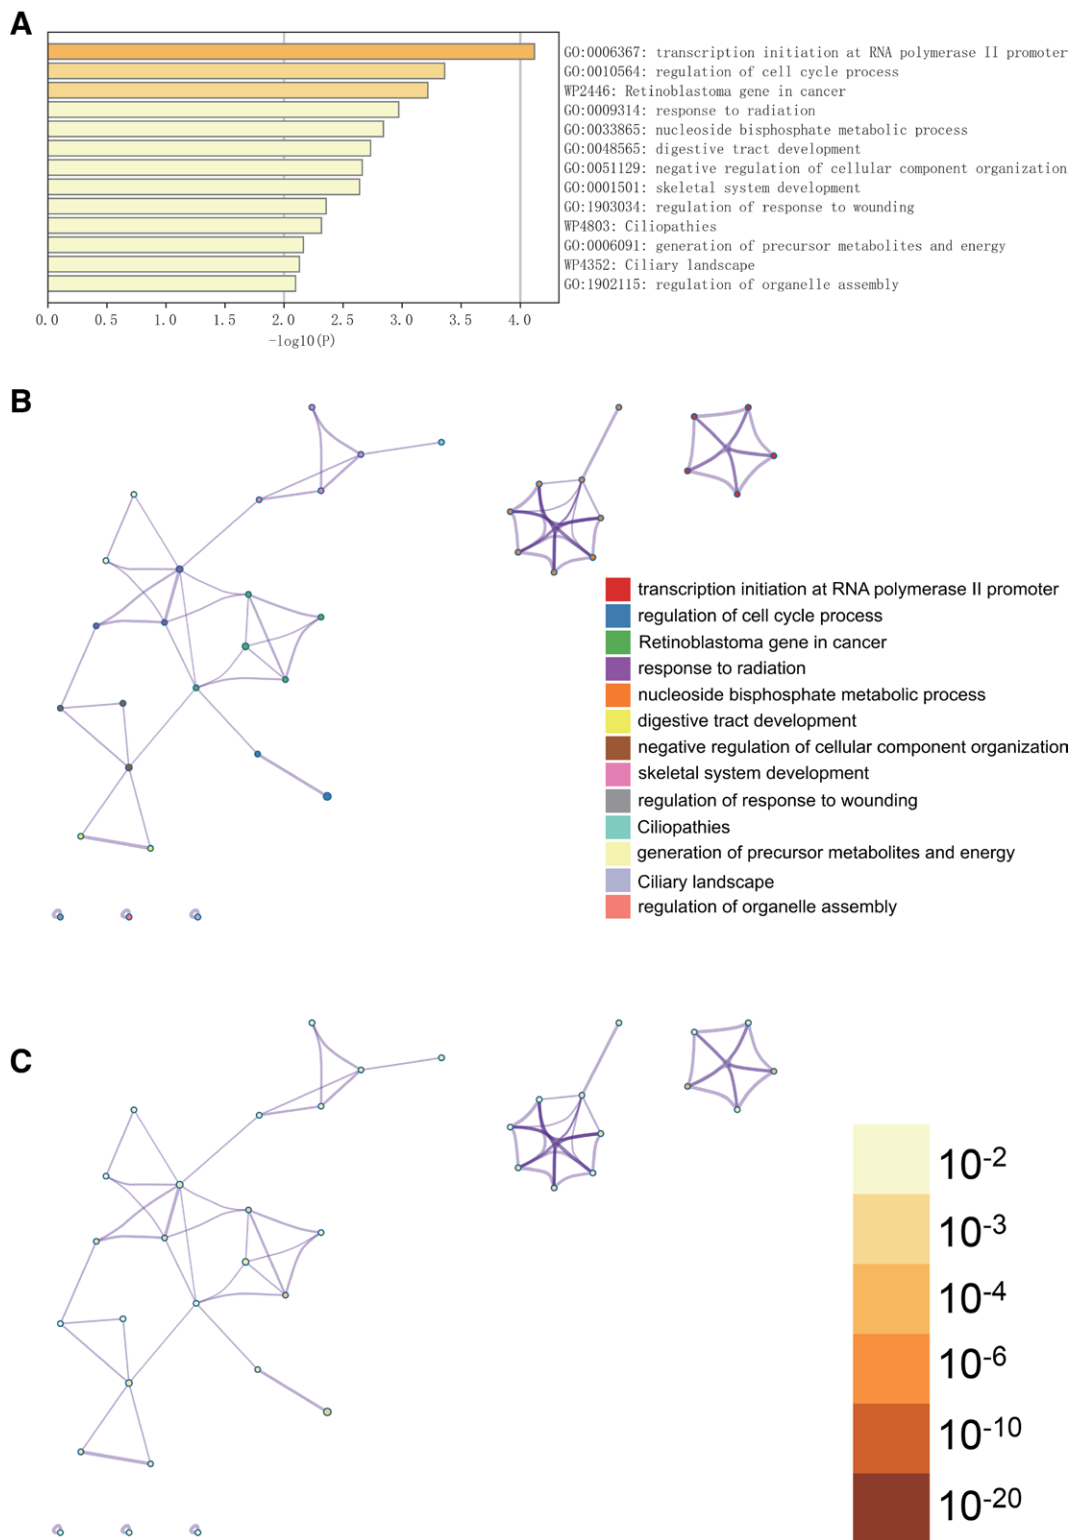 A
GO:0006367: transcription initiation at RNA polymerase II promoter
GO:0010564: regulation of cell cycle process
WP2446: Retinoblastoma gene in cancer
GO:0009314: response to radiation
GO:0033865: nucleoside bisphosphate metabolic process
GO:0048565: digestive tract development
GO:0051129: negative regulation of cellular component organization
GO:0001501: skeletal system development
GO:1903034: regulation of response to wounding
WP4803: Ciliopathies
GO:0006091: generation of precursor metabolites and energy
WP4352: Ciliary landscape
GO:1902115: regulation of organelle assembly
0.0 0.5 1.0 1.5 2.0 2.5 3.0 3.5 4.0
-log10(P)
B
transcription initiation at RNA polymerase II promoter
regulation of cell cycle process
Retinoblastoma gene in cancer
response to radiation
nucleoside bisphosphate metabolic process
digestive tract development
negative regulation of cellular component organization
skeletal system development
regulation of response to wounding
Ciliopathies
generation of precursor metabolites and energy
Ciliary landscape
regulation of organelle assembly
C
10-2
10-3
10-4
10-6
10-10
10-20